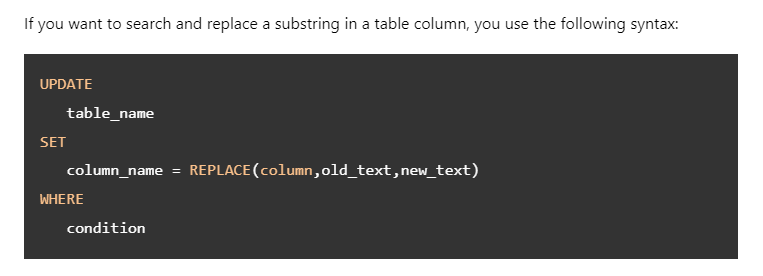 If you want to search and replace a substring in a table column, you use the following syntax:
UPDATE
table_name
SET
column_name = REPLACE(column,old_text,new_text)
WHERE
condition